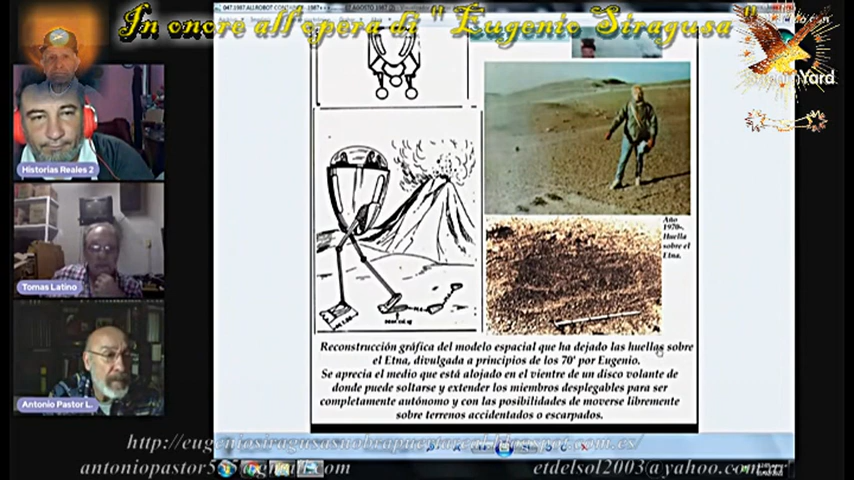 In onore all'opera di " Eugenio Siragusa "
Yard
Historias Reales 2
Tomas Latino
Antonio Pastor L.
Año
1970-.
Huella
sobre el
Etna.
Reconstrucción gráfica del modelo espacial que ha dejado las huellas sobre
el Etna, divulgada a principios de los 70' por Eugenio.
Se aprecia el medio que está alojado en el vientre de un disco volante de
donde puede soltarse y extender los miembros desplegables para ser
completamente autónomo y con las posibilidades de moverse libremente
sobre terrenos accidentados o escarpados.